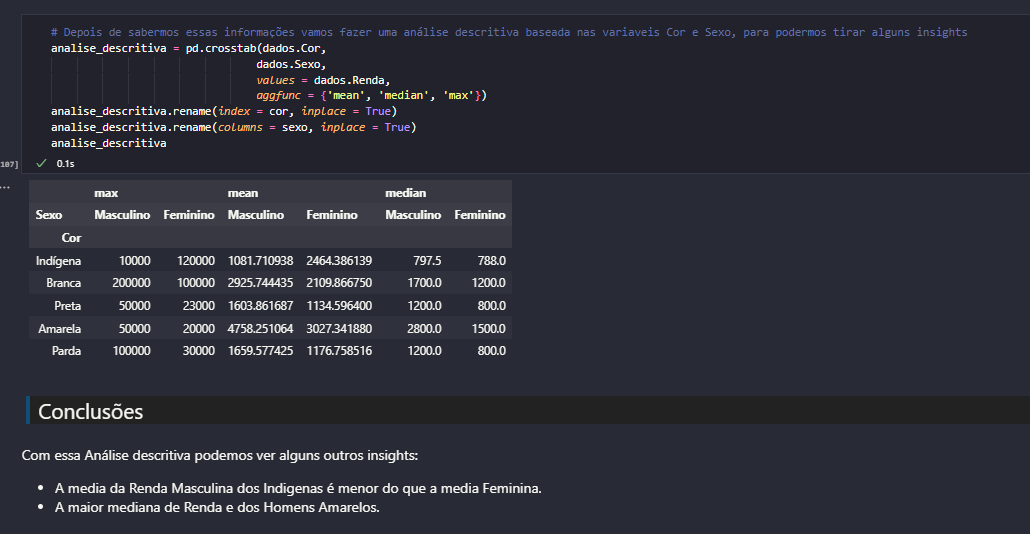 # Depois de sabermos essas informações vamos fazer uma análise descritiva baseada nas variaveis Cor e Sexo, para podermos tirar alguns insights
analise_descritiva = pd.crosstab(dados.Cor,
dados.Sexo,
values = dados.Renda,
aggfunc = {'mean', 'median', 'max'})
analise_descritiva.rename(index = cor, inplace = True)
analise_descritiva.rename(columns = sexo, inplace = True)
analise_descritiva
107] ✓ 0.1s
...
max mean median
Sexo Masculino Feminino Masculino Feminino Masculino Feminino
Cor
Indígena 10000 120000 1081.710938 2464.386139 797.5 788.0
Branca 200000 100000 2925.744435 2109.866750 1700.0 1200.0
Preta 50000 23000 1603.861687 1134.596400 1200.0 800.0
Amarela 50000 20000 4758.251064 3027.341880 2800.0 1500.0
Parda 100000 30000 1659.577425 1176.758516 1200.0 800.0
Conclusões
Com essa Análise descritiva podemos ver alguns outros insights:
• A media da Renda Masculina dos Indigenas é menor do que a media Feminina.
• A maior mediana de Renda e dos Homens Amarelos.